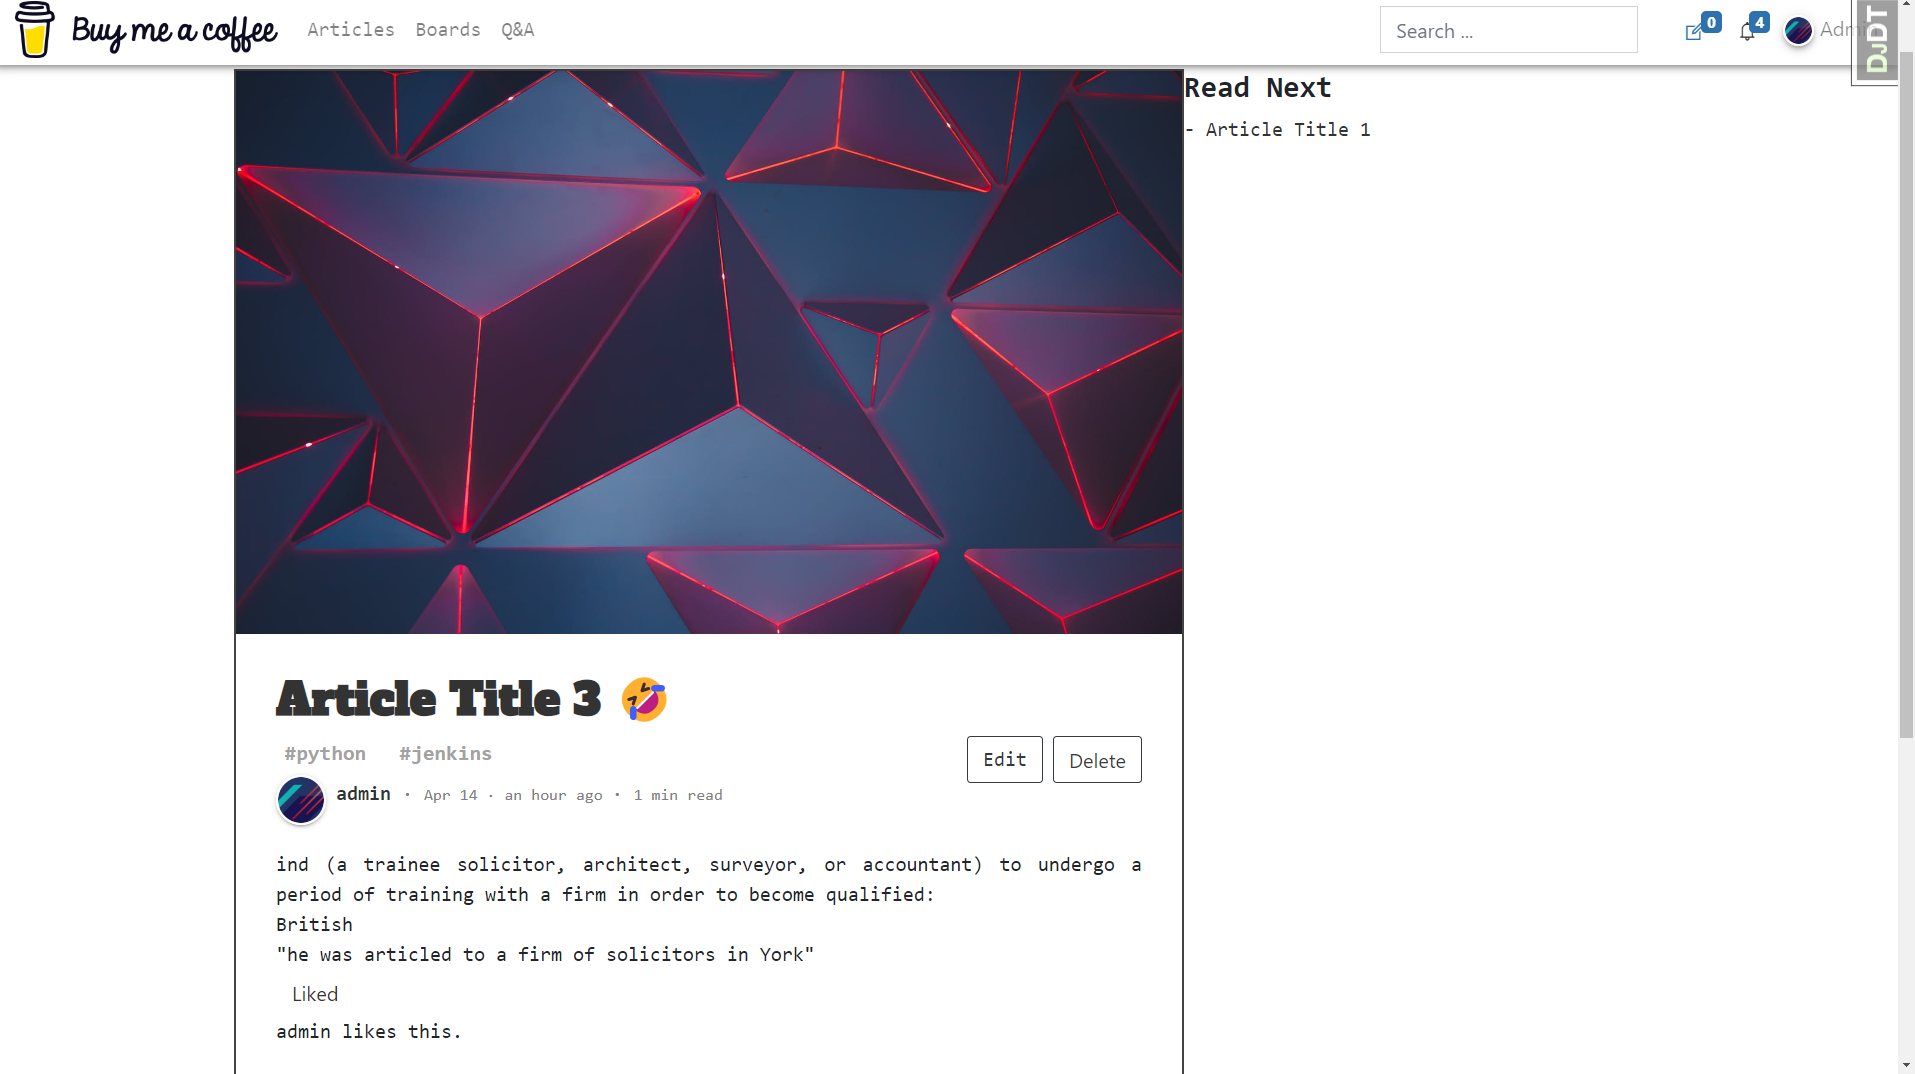 Buy me a coffee
Articles Boards Q&A
Search ...
0
4
Adm
DJDT
Read Next
- Article Title 1
Article Title 3 🤣
#python #jenkins
Edit
Delete
admin · Apr 14 · an hour ago · 1 min read
ind (a trainee solicitor, architect, surveyor, or accountant) to undergo a
period of training with a firm in order to become qualified:
British
"he was articled to a firm of solicitors in York"
Liked
admin likes this.